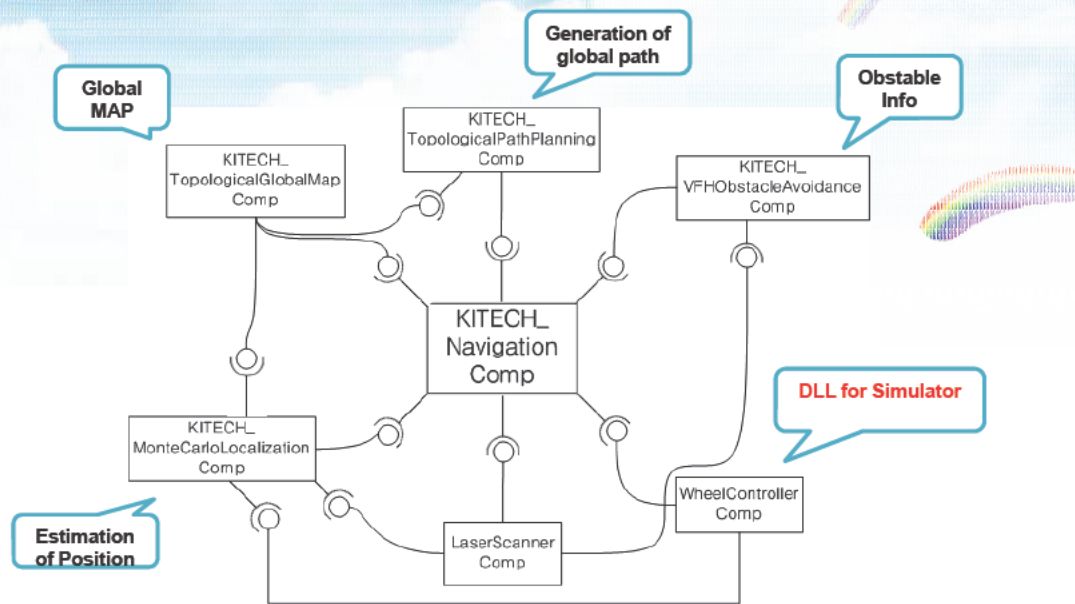 Generation of
global path
Global
MAP
Obstable
Info
KITECH_
TopologicalPathPlanning
Comp
KITECH_
TopologicalGlobalMap
Comp
KITECH_
VFHObstacleAvoidance
Comp
KITECH_
Navigation
Comp
DLL for Simulator
KITECH_
MonteCarloLocalization
Comp
WheelController
Comp
Estimation
of Position
LaserScanner
Comp